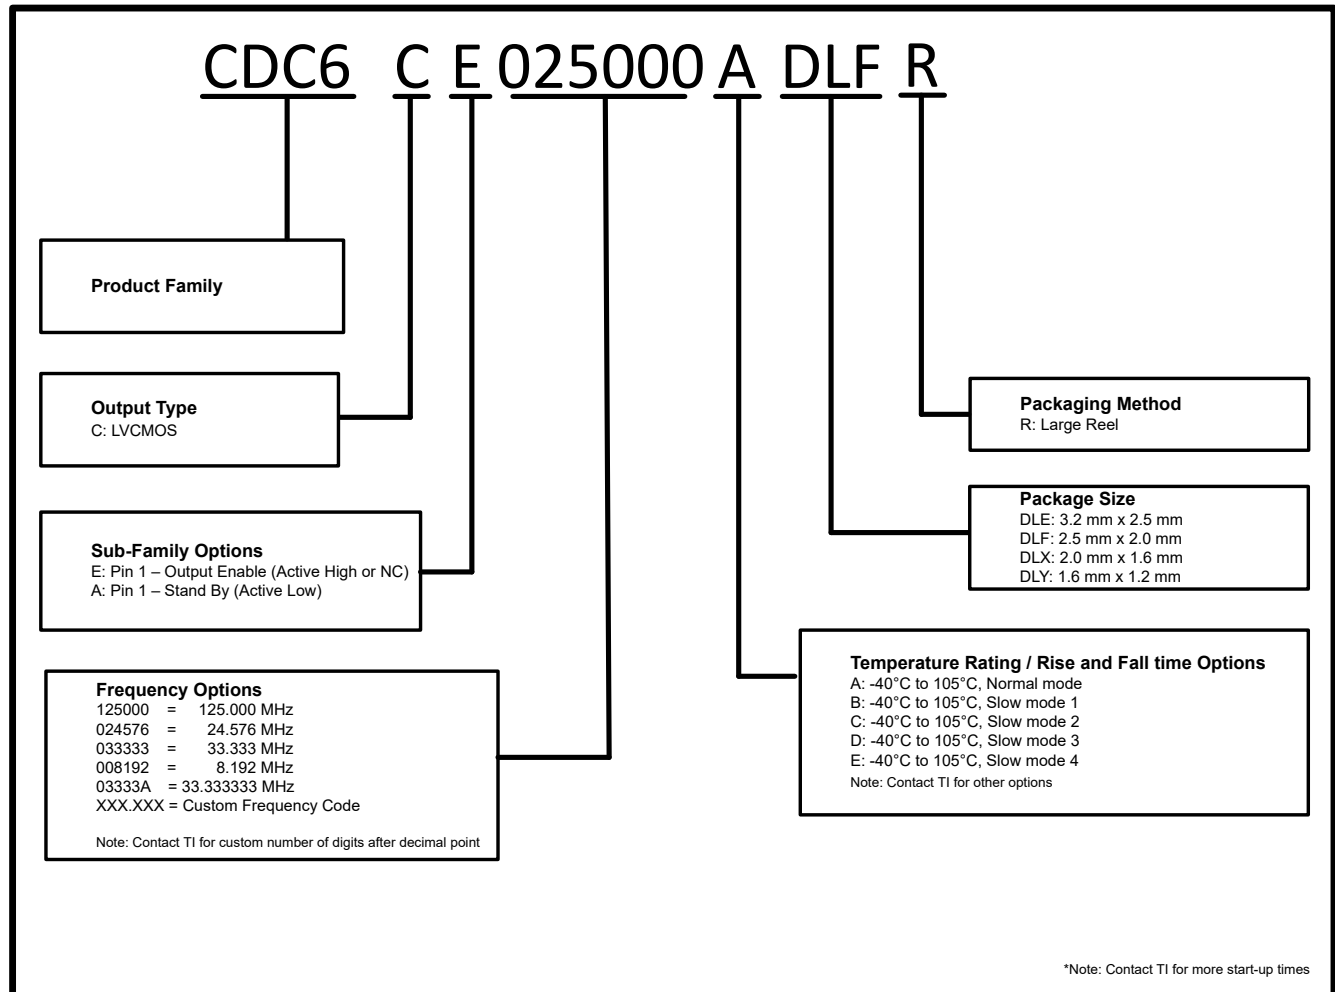 CDC6 C E 025000 A DLF R
Product Family
Output Type
C: LVCMOS
Sub-Family Options
E: Pin 1 – Output Enable (Active High or NC)
A: Pin 1 – Stand By (Active Low)
Frequency Options
125000 = 125.000 MHz
024576 = 24.576 MHz
033333 = 33.333 MHz
008192 = 8.192 MHz
03333A = 33.333333 MHz
XXX.XXX = Custom Frequency Code
Note: Contact TI for custom number of digits after decimal point
Packaging Method
R: Large Reel
Package Size
DLE: 3.2 mm x 2.5 mm
DLF: 2.5 mm x 2.0 mm
DLX: 2.0 mm x 1.6 mm
DLY: 1.6 mm x 1.2 mm
Temperature Rating / Rise and Fall time Options
A: -40°C to 105°C, Normal mode
B: -40°C to 105°C, Slow mode 1
C: -40°C to 105°C, Slow mode 2
D: -40°C to 105°C, Slow mode 3
E: -40°C to 105°C, Slow mode 4
Note: Contact TI for other options
*Note: Contact TI for more start-up times